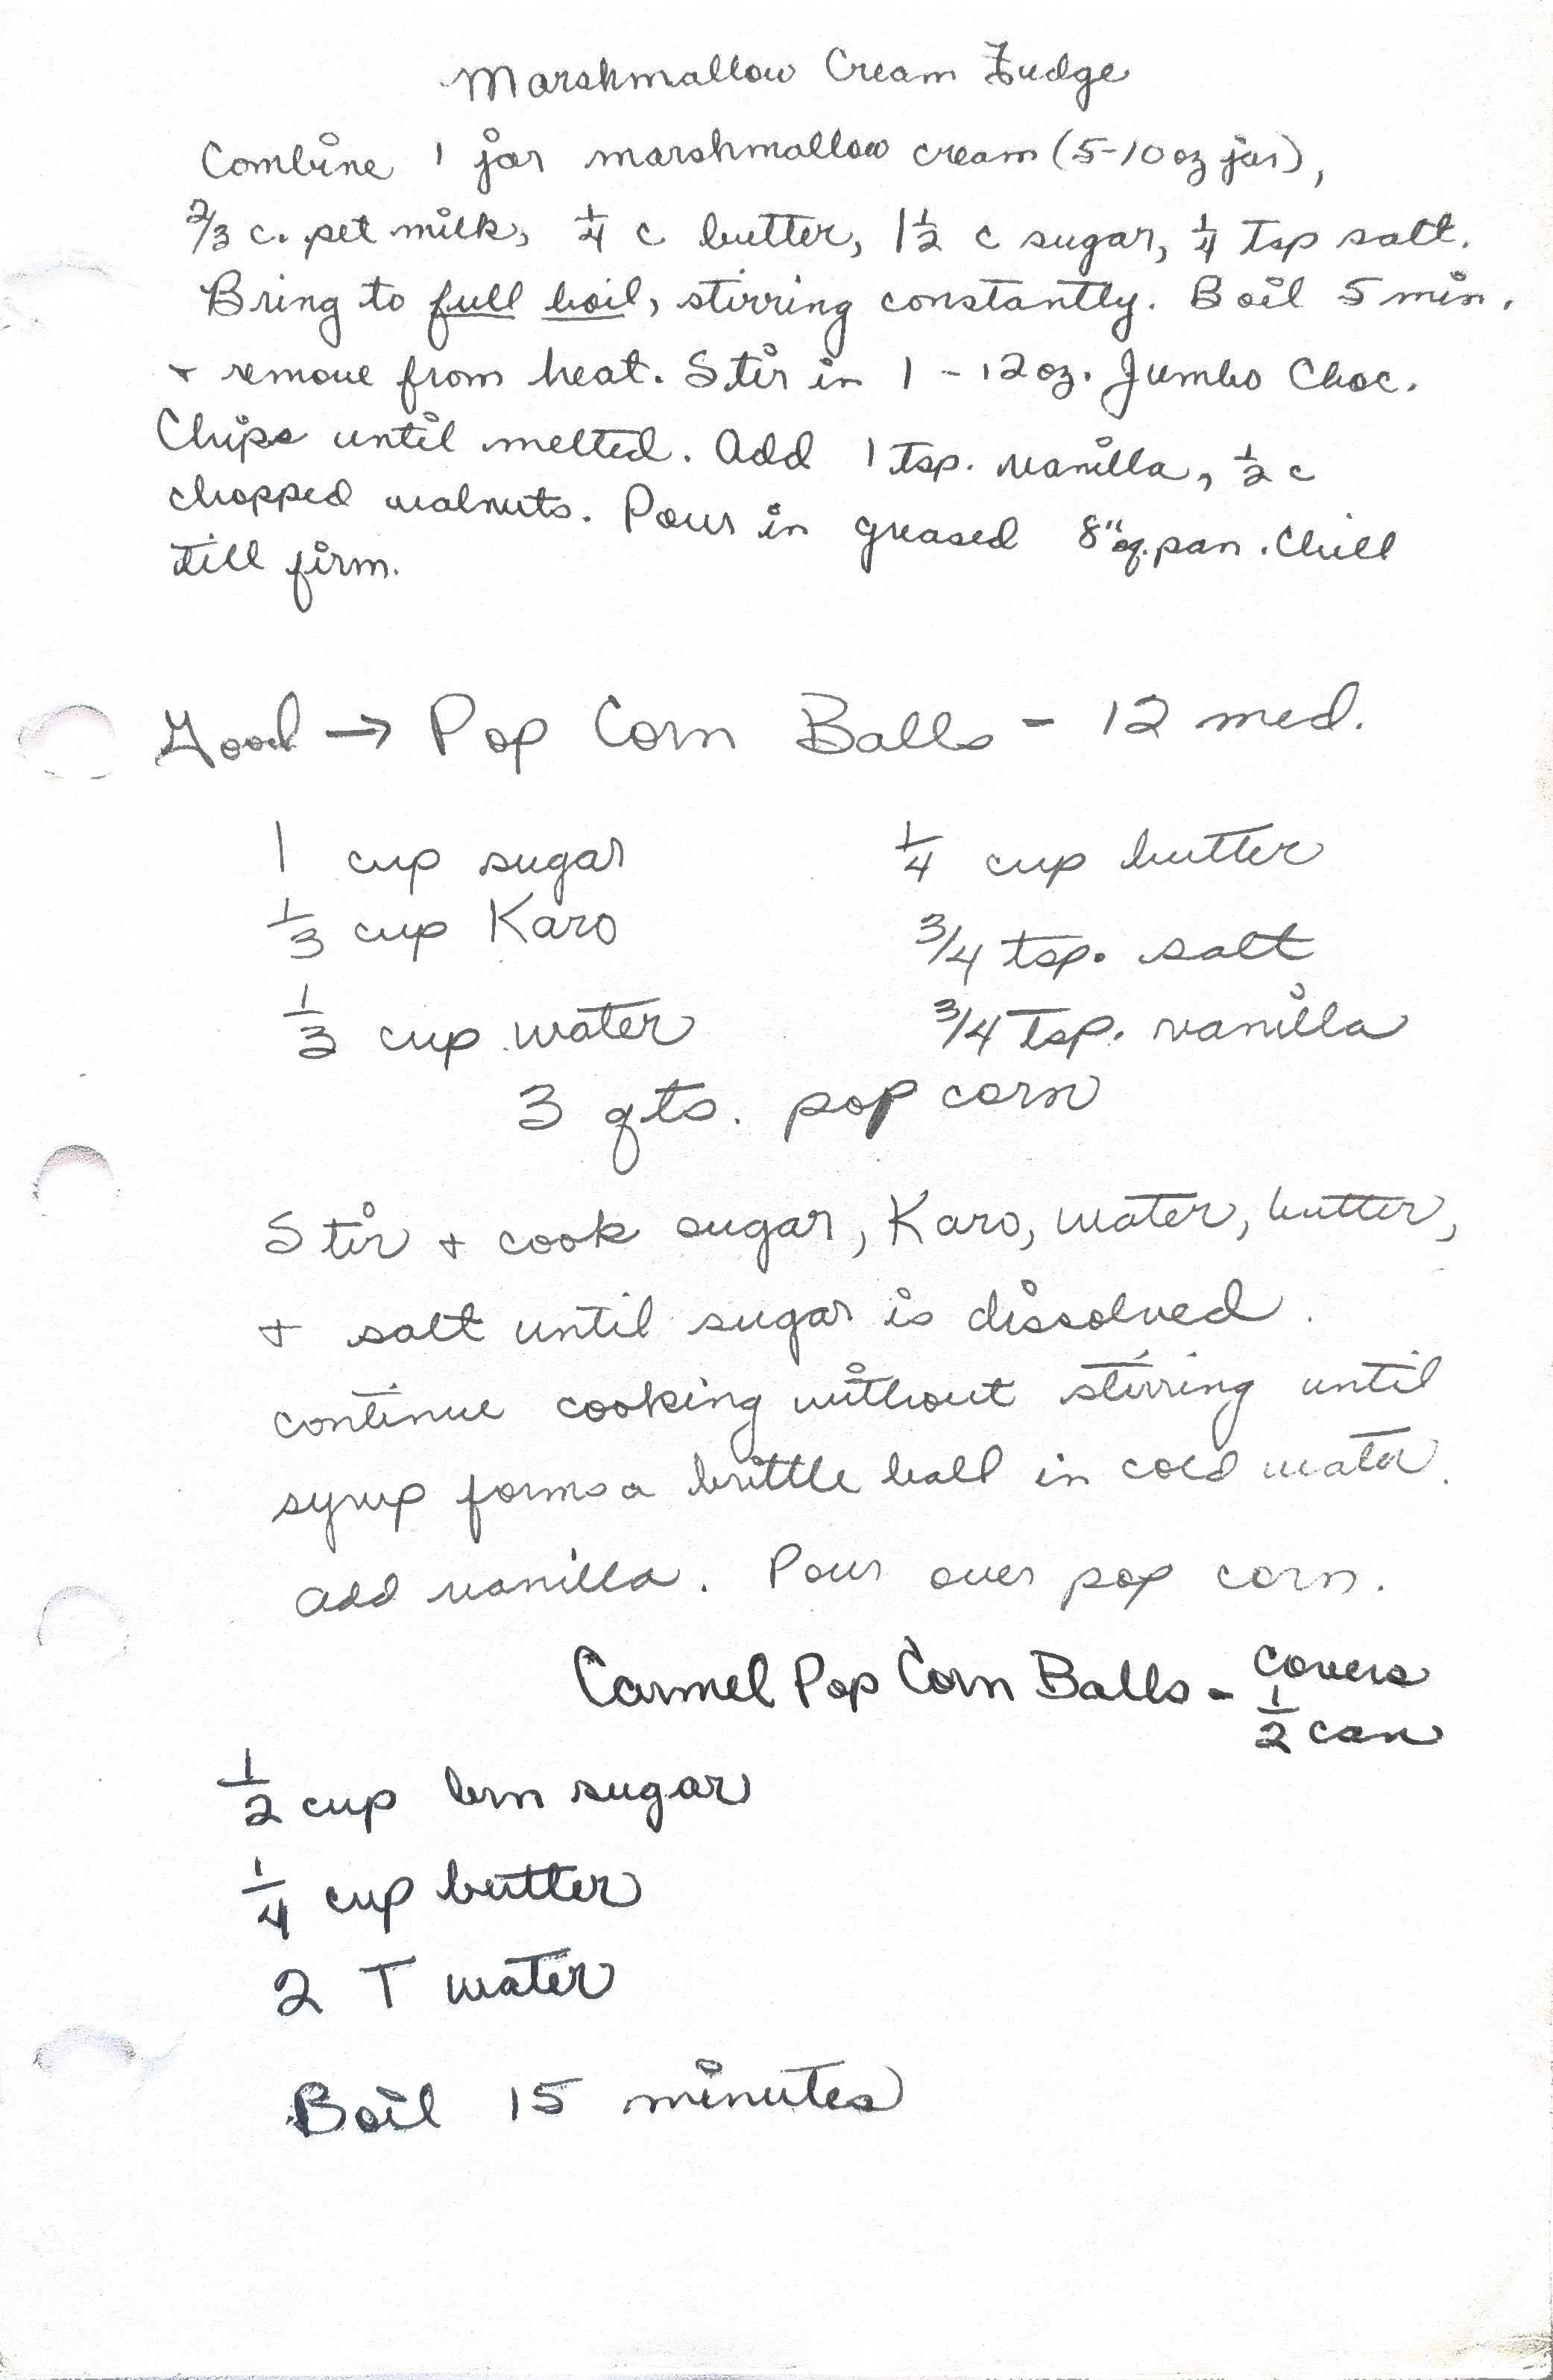 Marshmallow Cream Fudge
Combine 1 jar marshmallow cream (5-10 oz jar),
2/3 c. pet milk, 1/4 c butter, 1 1/2 c sugar, 1/4 tsp salt.
Bring to full boil, stirring constantly. Boil 5 min.
+ remove from heat. Stir in 1 - 12 oz. Jumbo Choc.
Chips until melted. Add 1 tsp. vanilla, 1/2 c
chopped walnuts. Pour in greased 8" sq. pan. Chill
till firm.
Good → Pop Corn Balls - 12 med.
1 cup sugar 1/4 cup butter
1/3 cup Karo 3/4 tsp. salt
1/3 cup water 3/4 tsp. vanilla
3 qts. pop corn
Stir + cook sugar, Karo, water, butter,
+ salt until sugar is dissolved.
continue cooking without stirring until
syrup forms a brittle ball in cold water.
add vanilla. Pour over pop corn.
Carmel Pop Corn Balls - covers
1/2 can
1/2 cup brn sugar
1/4 cup butter
2 T water
Boil 15 minutes